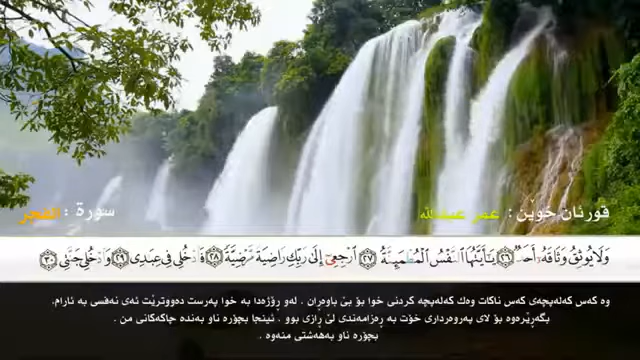 قورئان خوێن : عمر عبدالله
سورة : الفجر
وَلَا يُوثِقُ وَثَاقَهُۥٓ أَحَدٌ ٢٦ يَـٰٓأَيَّتُهَا ٱلنَّفْسُ ٱلْمُطْمَئِنَّةُ ٢٧ ٱرْجِعِىٓ إِلَىٰ رَبِّكِ رَاضِيَةً مَّرْضِيَّةً ٢٨ فَٱدْخُلِى فِى عِبَـٰدِى ٢٩ وَٱدْخُلِى جَنَّتِى ٣٠
وە کەس کەلەپچەی کەس ناکات وەك کەلەپچە کردنی خوا بۆ بێ باوەڕان . لەو ڕۆژەدا بە خوا پەرست دەووترێت ئەی نەفسی بە ئارام.
بگەڕێرەوە بۆ لای پەروەرداری خۆت بە ڕەزامەندی لێ ڕازی بوو . ئینجا بچۆرە ناو بەندە چاکەکانی من .
بچۆرە ناو بەهەشتی منەوە .